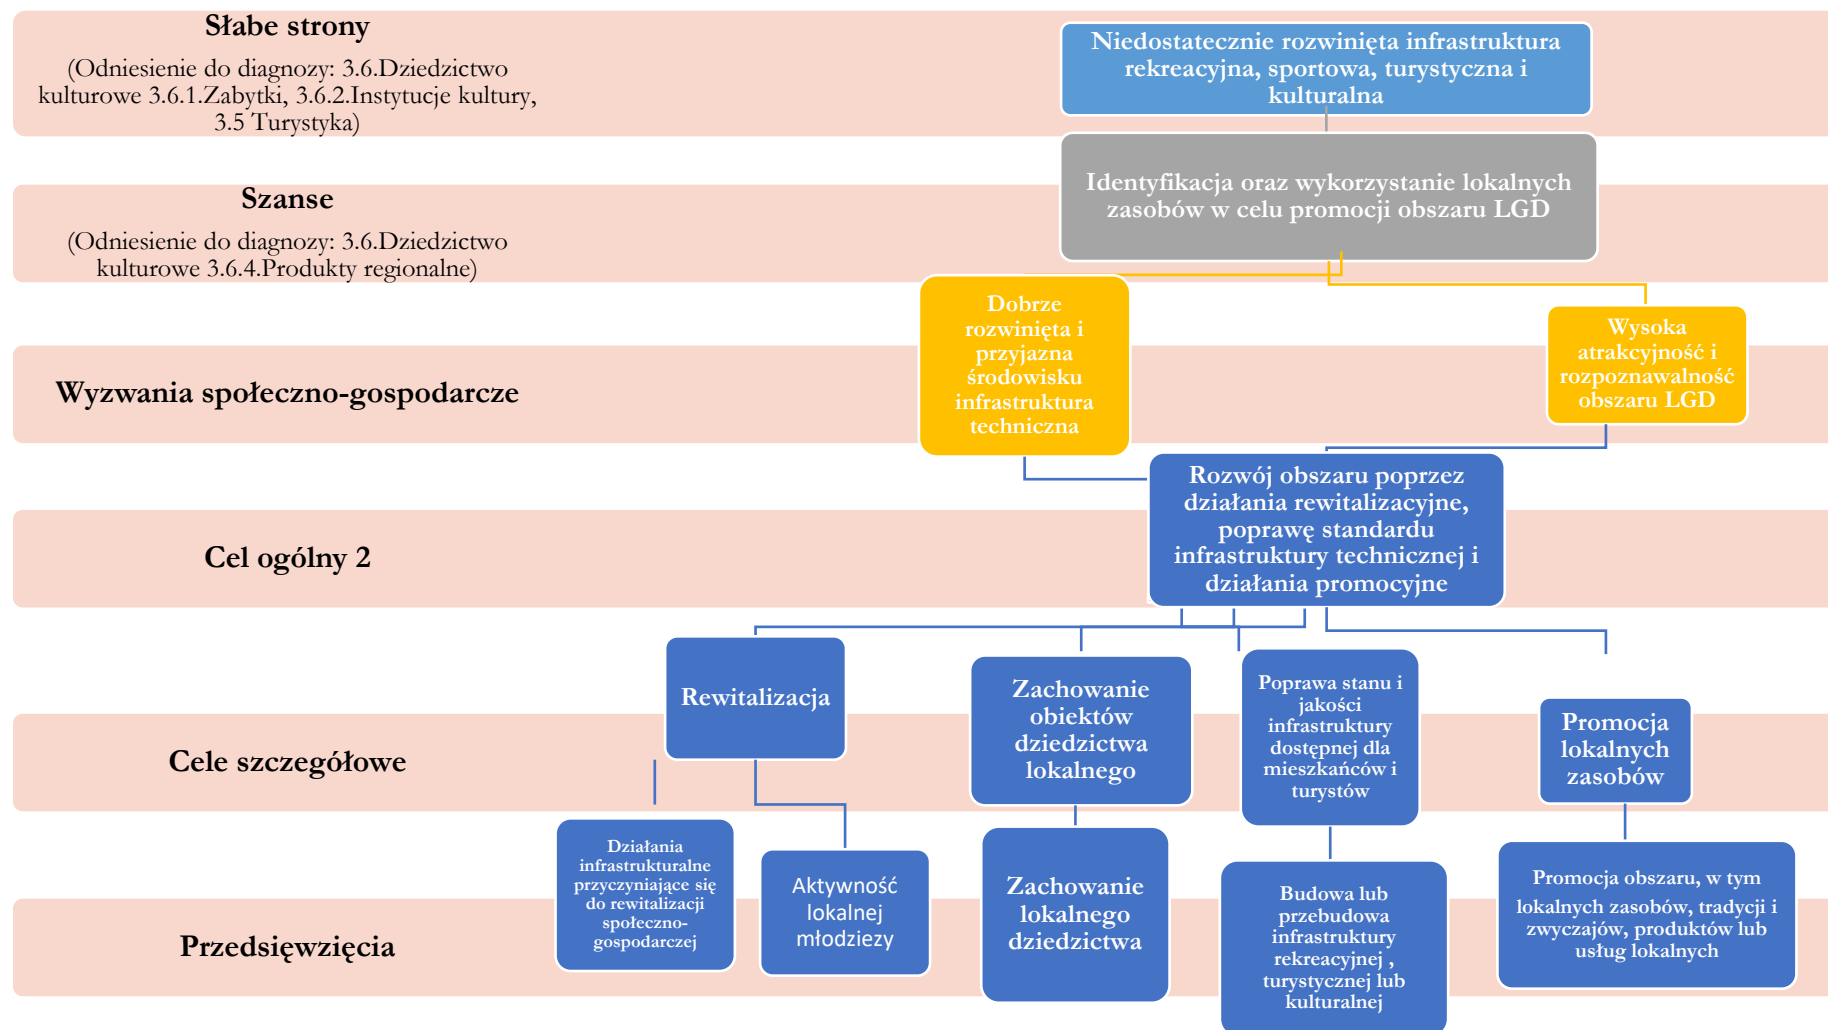 Słabe strony
(Odniesienie do diagnozy: 3.6.Dziedzictwo
kulturowe 3.6.1.Zabytki, 3.6.2.Instytucje kultury,
3.5 Turystyka)
Niedostatecznie rozwinięta infrastruktura
rekreacyjna, sportowa, turystyczna i
kulturalna
Szanse
(Odniesienie do diagnozy: 3.6.Dziedzictwo
kulturowe 3.6.4.Produkty regionalne)
Identyfikacja oraz wykorzystanie lokalnych
zasobów w celu promocji obszaru LGD
Wyzwania społeczno-gospodarcze
Dobrze
rozwinięta i
przyjazna
środowisku
infrastruktura
techniczna
Wysoka
atrakcyjność i
rozpoznawalność
obszaru LGD
Cel ogólny 2
Rozwój obszaru poprzez
działania rewitalizacyjne,
poprawę standardu
infrastruktury technicznej i
działania promocyjne
Cele szczegółowe
Rewitalizacja
Zachowanie
obiektów
dziedzictwa
lokalnego
Poprawa stanu i
jakości
infrastruktury
dostępnej dla
mieszkańców i
turystów
Promocja
lokalnych
zasobów
Przedsięwzięcia
Działania
infrastrukturalne
przyczyniające się
do rewitalizacji
społeczno-
gospodarczej
Aktywność
lokalnej
młodziezy
Zachowanie
lokalnego
dziedzictwa
Budowa lub
przebudowa
infrastruktury
rekreacyjnej ,
turystycznej lub
kulturalnej
Promocja obszaru, w tym
lokalnych zasobów, tradycji i
zwyczajów, produktów lub
usług lokalnych